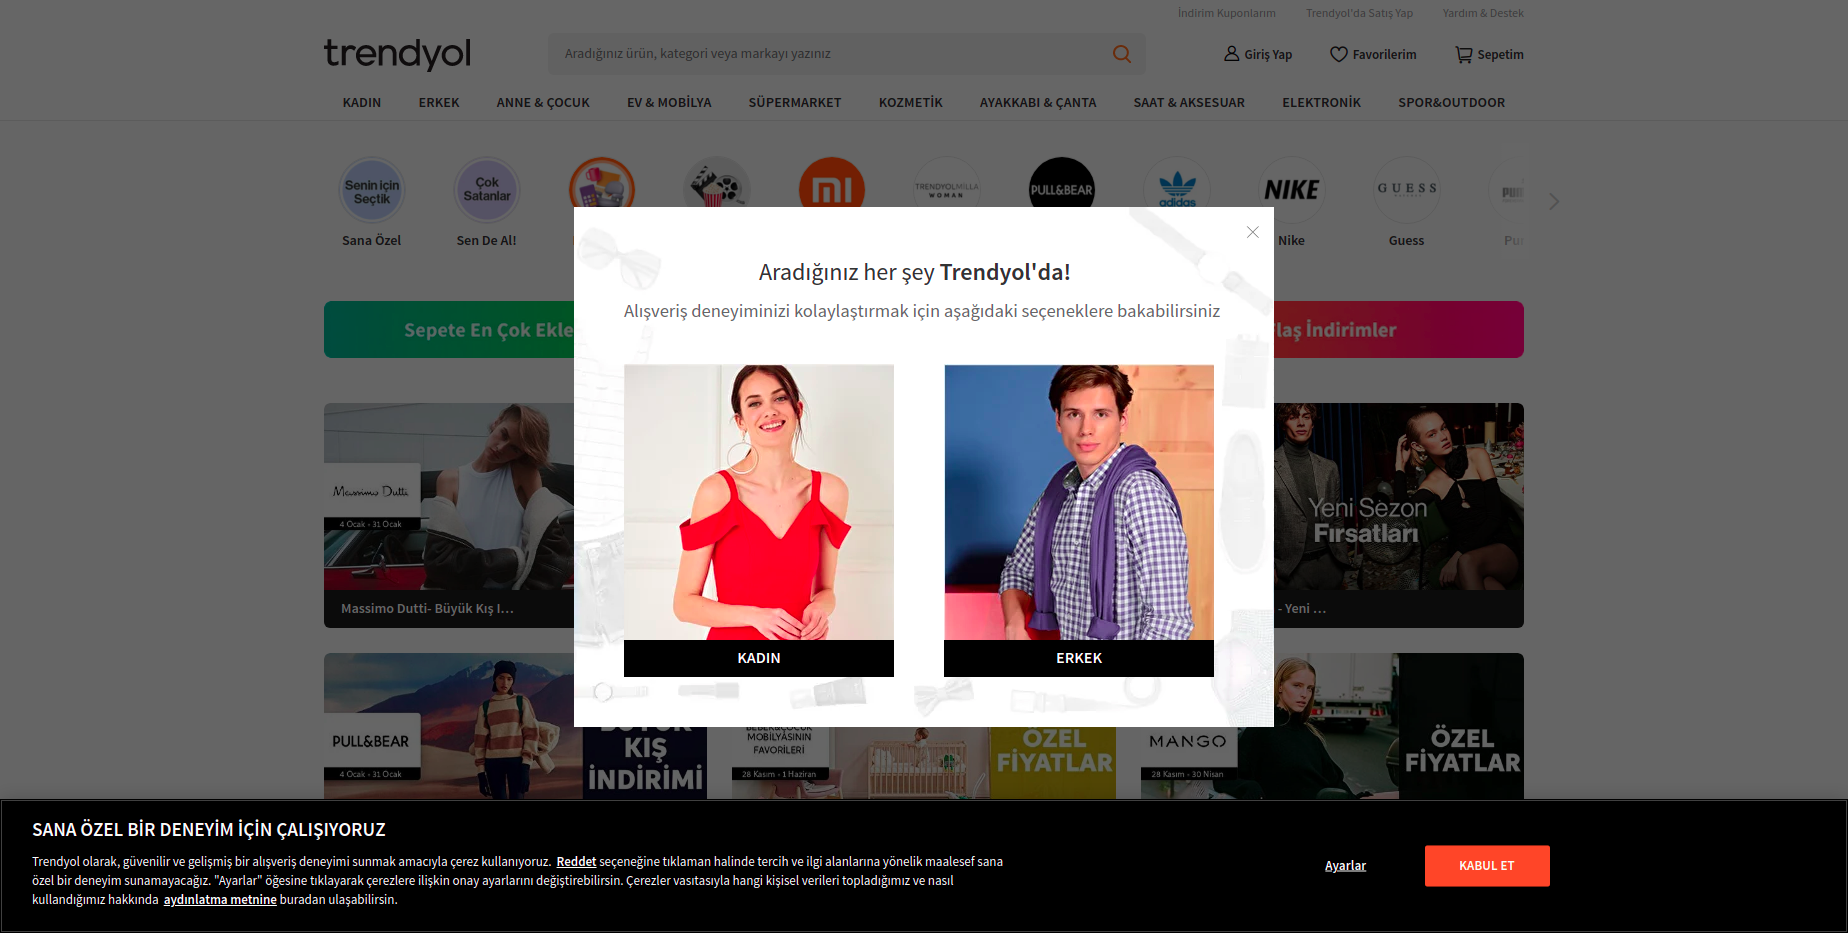 İndirim Kuponlarım Trendyol'da Satış Yap Yardım & Destek
trendyol
Aradığınız ürün, kategori veya markayı yazınız
Giriş Yap Favorilerim Sepetim
KADIN ERKEK ANNE & ÇOCUK EV & MOBİLYA SÜPERMARKET KOZMETİK AYAKKABI & ÇANTA SAAT & AKSESUAR ELEKTRONİK SPOR&OUTDOOR
Senin için
Seçtik
Çok
Satanlar
mi
TRENDYOLMİLLA
WOMAN
PULL&BEAR
adidas
NIKE
GUESS
Sana Özel Sen De Al! Nike Guess
Aradığınız her şey Trendyol'da!
Alışveriş deneyiminizi kolaylaştırmak için aşağıdaki seçeneklere bakabilirsiniz
Sepete En Çok Ekle
laş İndirimler
Massimo Dutti
4 Ocak - 31 Ocak
Massimo Dutti- Büyük Kış İ...
Yeni Sezon
Fırsatları
- Yeni ...
KADIN ERKEK
PULL&BEAR
4 Ocak - 31 Ocak
KIŞ
İNDİRİMİ
MOBİLYASININ
FAVORİLERİ
28 Kasım - 1 Haziran
ÖZEL
FİYATLAR
MANGO
28 Kasım - 30 Nisan
ÖZEL
FİYATLAR
SANA ÖZEL BİR DENEYİM İÇİN ÇALIŞIYORUZ
Trendyol olarak, güvenilir ve gelişmiş bir alışveriş deneyimi sunmak amacıyla çerez kullanıyoruz. Reddet seçeneğine tıklaman halinde tercih ve ilgi alanlarına yönelik maalesef sana
özel bir deneyim sunamayacağız. "Ayarlar" öğesine tıklayarak çerezlere ilişkin onay ayarlarını değiştirebilirsin. Çerezler vasıtasıyla hangi kişisel verileri topladığımız ve nasıl
kullandığımız hakkında aydınlatma metnine buradan ulaşabilirsin.
Ayarlar
KABUL ET